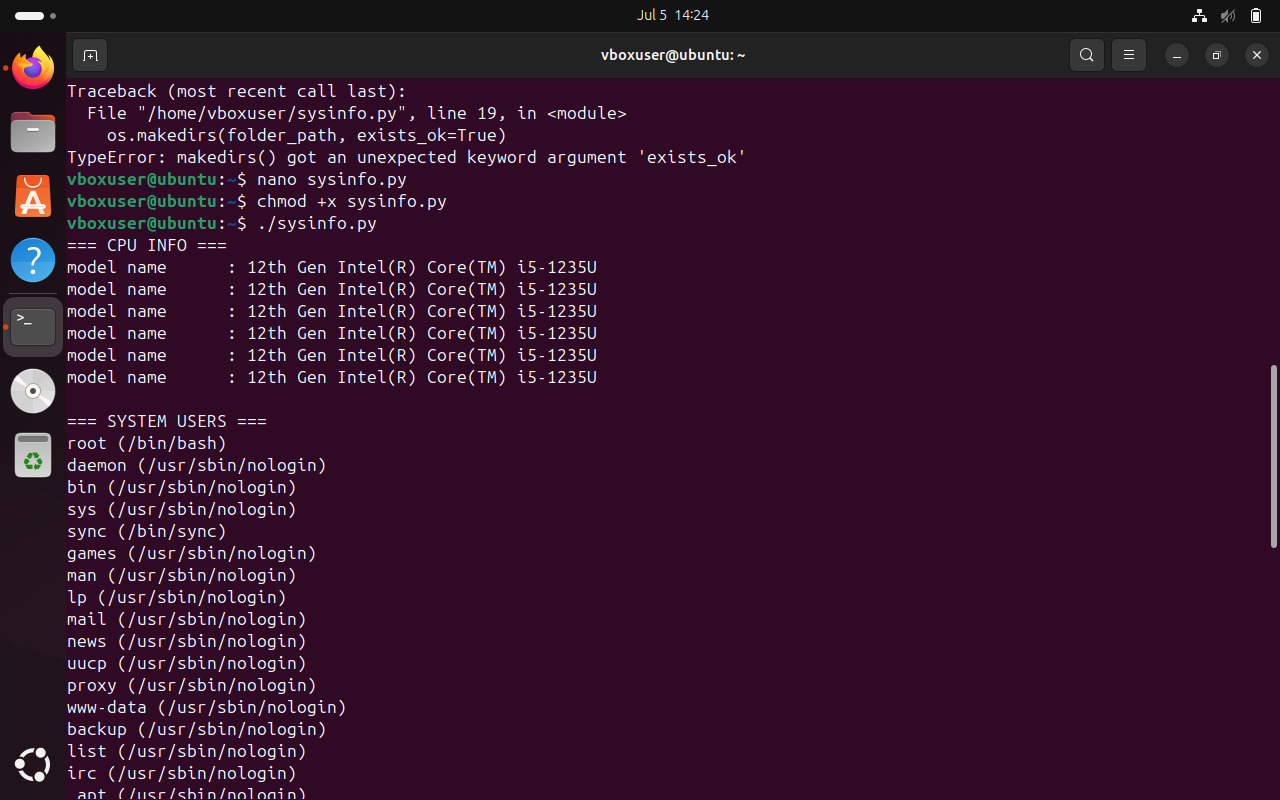 Jul 5 14:24
vboxuser@ubuntu: ~
Traceback (most recent call last):
  File "/home/vboxuser/sysinfo.py", line 19, in <module>
    os.makedirs(folder_path, exists_ok=True)
TypeError: makedirs() got an unexpected keyword argument 'exists_ok'
vboxuser@ubuntu:~$ nano sysinfo.py
vboxuser@ubuntu:~$ chmod +x sysinfo.py
vboxuser@ubuntu:~$ ./sysinfo.py
=== CPU INFO ===
model name      : 12th Gen Intel(R) Core(TM) i5-1235U
model name      : 12th Gen Intel(R) Core(TM) i5-1235U
model name      : 12th Gen Intel(R) Core(TM) i5-1235U
model name      : 12th Gen Intel(R) Core(TM) i5-1235U
model name      : 12th Gen Intel(R) Core(TM) i5-1235U
model name      : 12th Gen Intel(R) Core(TM) i5-1235U
=== SYSTEM USERS ===
root (/bin/bash)
daemon (/usr/sbin/nologin)
bin (/usr/sbin/nologin)
sys (/usr/sbin/nologin)
sync (/bin/sync)
games (/usr/sbin/nologin)
man (/usr/sbin/nologin)
lp (/usr/sbin/nologin)
mail (/usr/sbin/nologin)
news (/usr/sbin/nologin)
uucp (/usr/sbin/nologin)
proxy (/usr/sbin/nologin)
www-data (/usr/sbin/nologin)
backup (/usr/sbin/nologin)
list (/usr/sbin/nologin)
irc (/usr/sbin/nologin)
_apt (/usr/sbin/nologin)